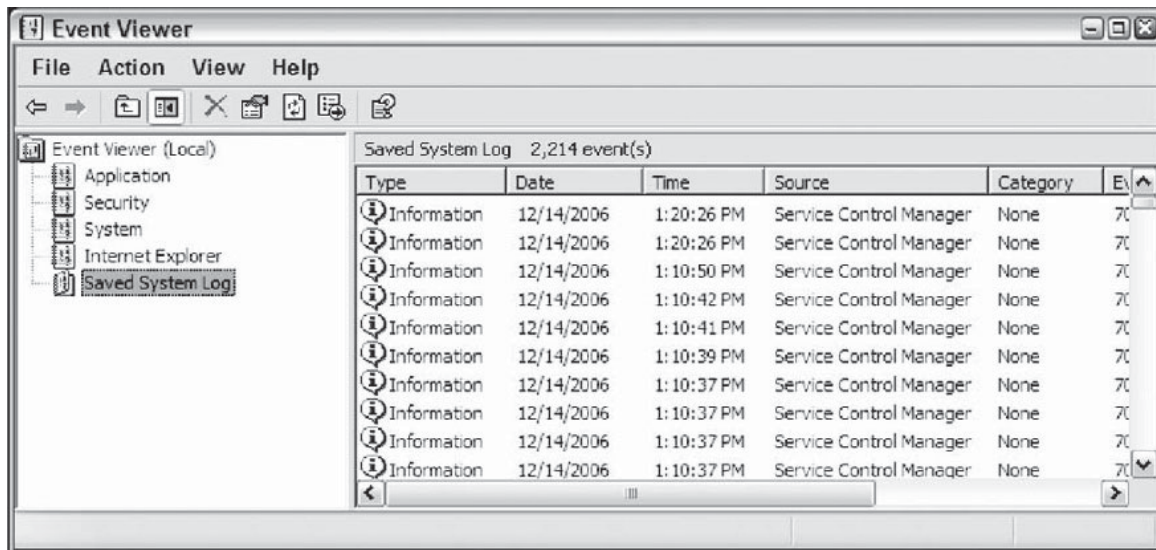 Event Viewer
File Action View Help
Event Viewer (Local)
Application
Security
System
Internet Explorer
Saved System Log
Saved System Log 2,214 event(s)
Type Date Time Source Category
Information 12/14/2006 1:20:26 PM Service Control Manager None
Information 12/14/2006 1:20:26 PM Service Control Manager None
Information 12/14/2006 1:10:50 PM Service Control Manager None
Information 12/14/2006 1:10:42 PM Service Control Manager None
Information 12/14/2006 1:10:41 PM Service Control Manager None
Information 12/14/2006 1:10:39 PM Service Control Manager None
Information 12/14/2006 1:10:37 PM Service Control Manager None
Information 12/14/2006 1:10:37 PM Service Control Manager None
Information 12/14/2006 1:10:37 PM Service Control Manager None
Information 12/14/2006 1:10:37 PM Service Control Manager None